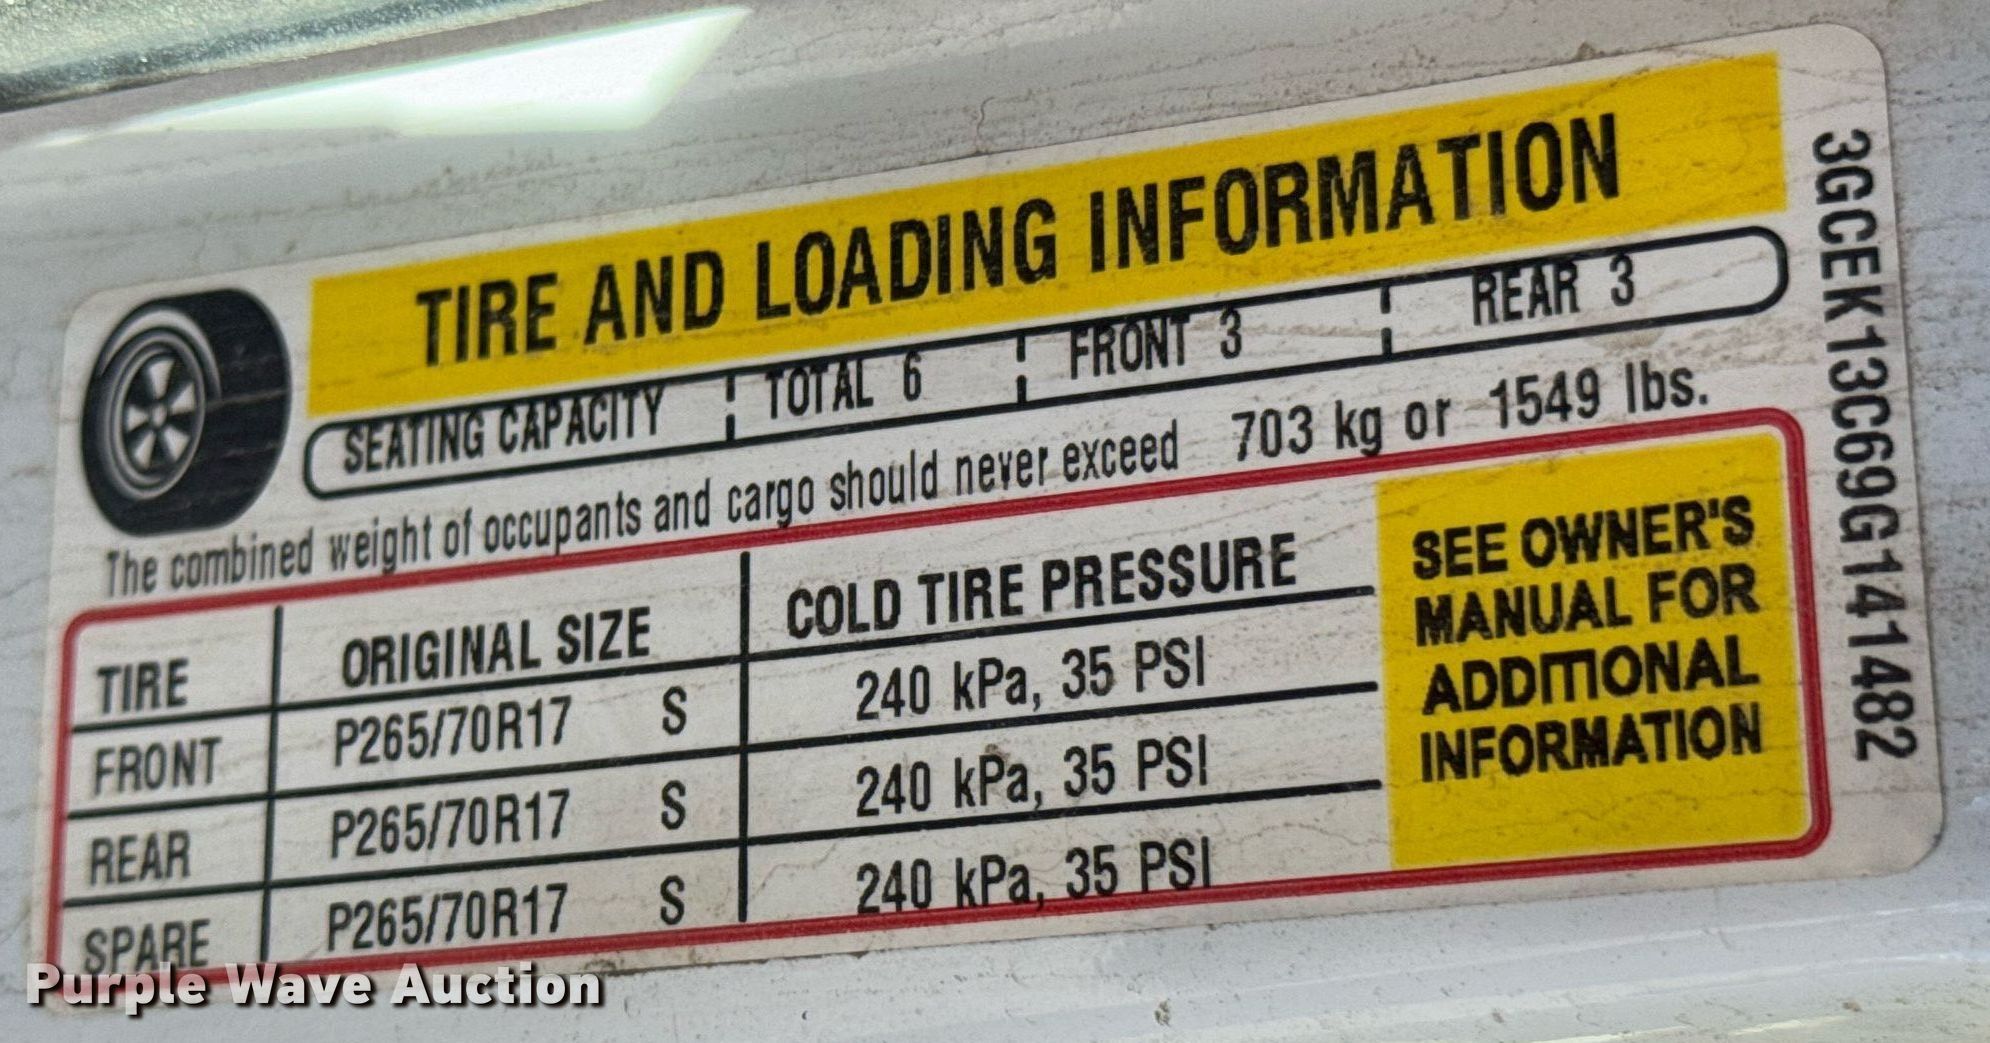 TIRE AND LOADING INFORMATION
SEATING CAPACITY TOTAL 6 FRONT 3 REAR 3
The combined weight of occupants and cargo should never exceed 703 kg or 1549 lbs.
TIRE ORIGINAL SIZE COLD TIRE PRESSURE
FRONT P265/70R17 S 240 kPa, 35 PSI
REAR P265/70R17 S 240 kPa, 35 PSI
SPARE P265/70R17 S 240 kPa, 35 PSI
SEE OWNER'S
MANUAL FOR
ADDITIONAL
INFORMATION
3GCEK13C69G141482
Purple Wave Auction